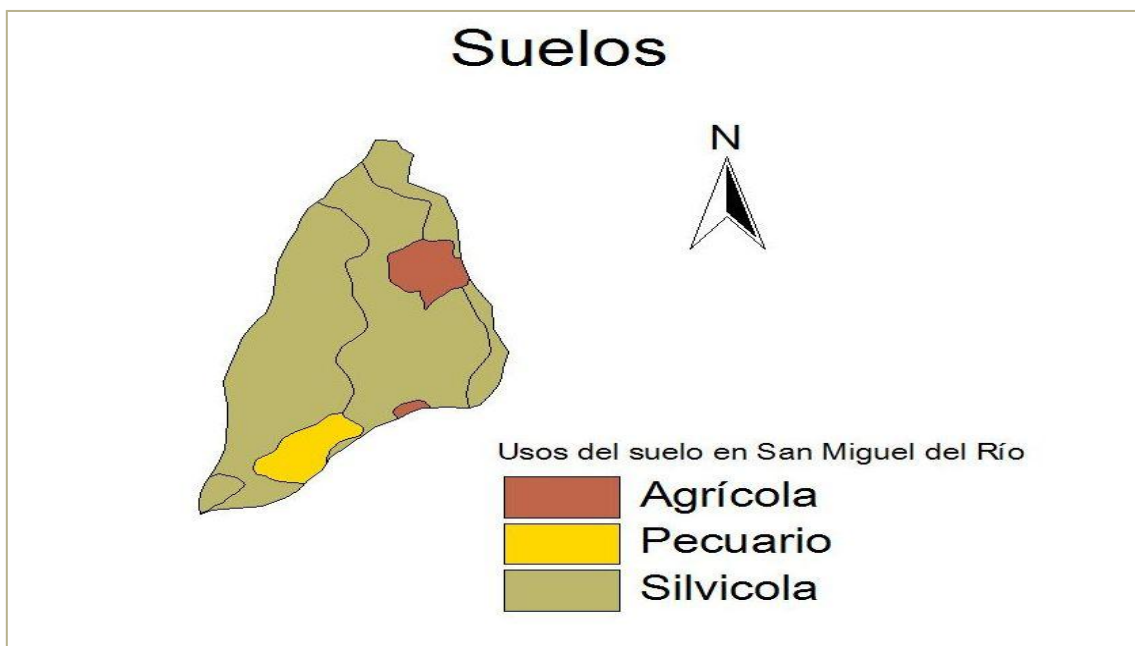 Suelos
N
Usos del suelo en San Miguel del Río
Agrícola
Pecuario
Silvicola